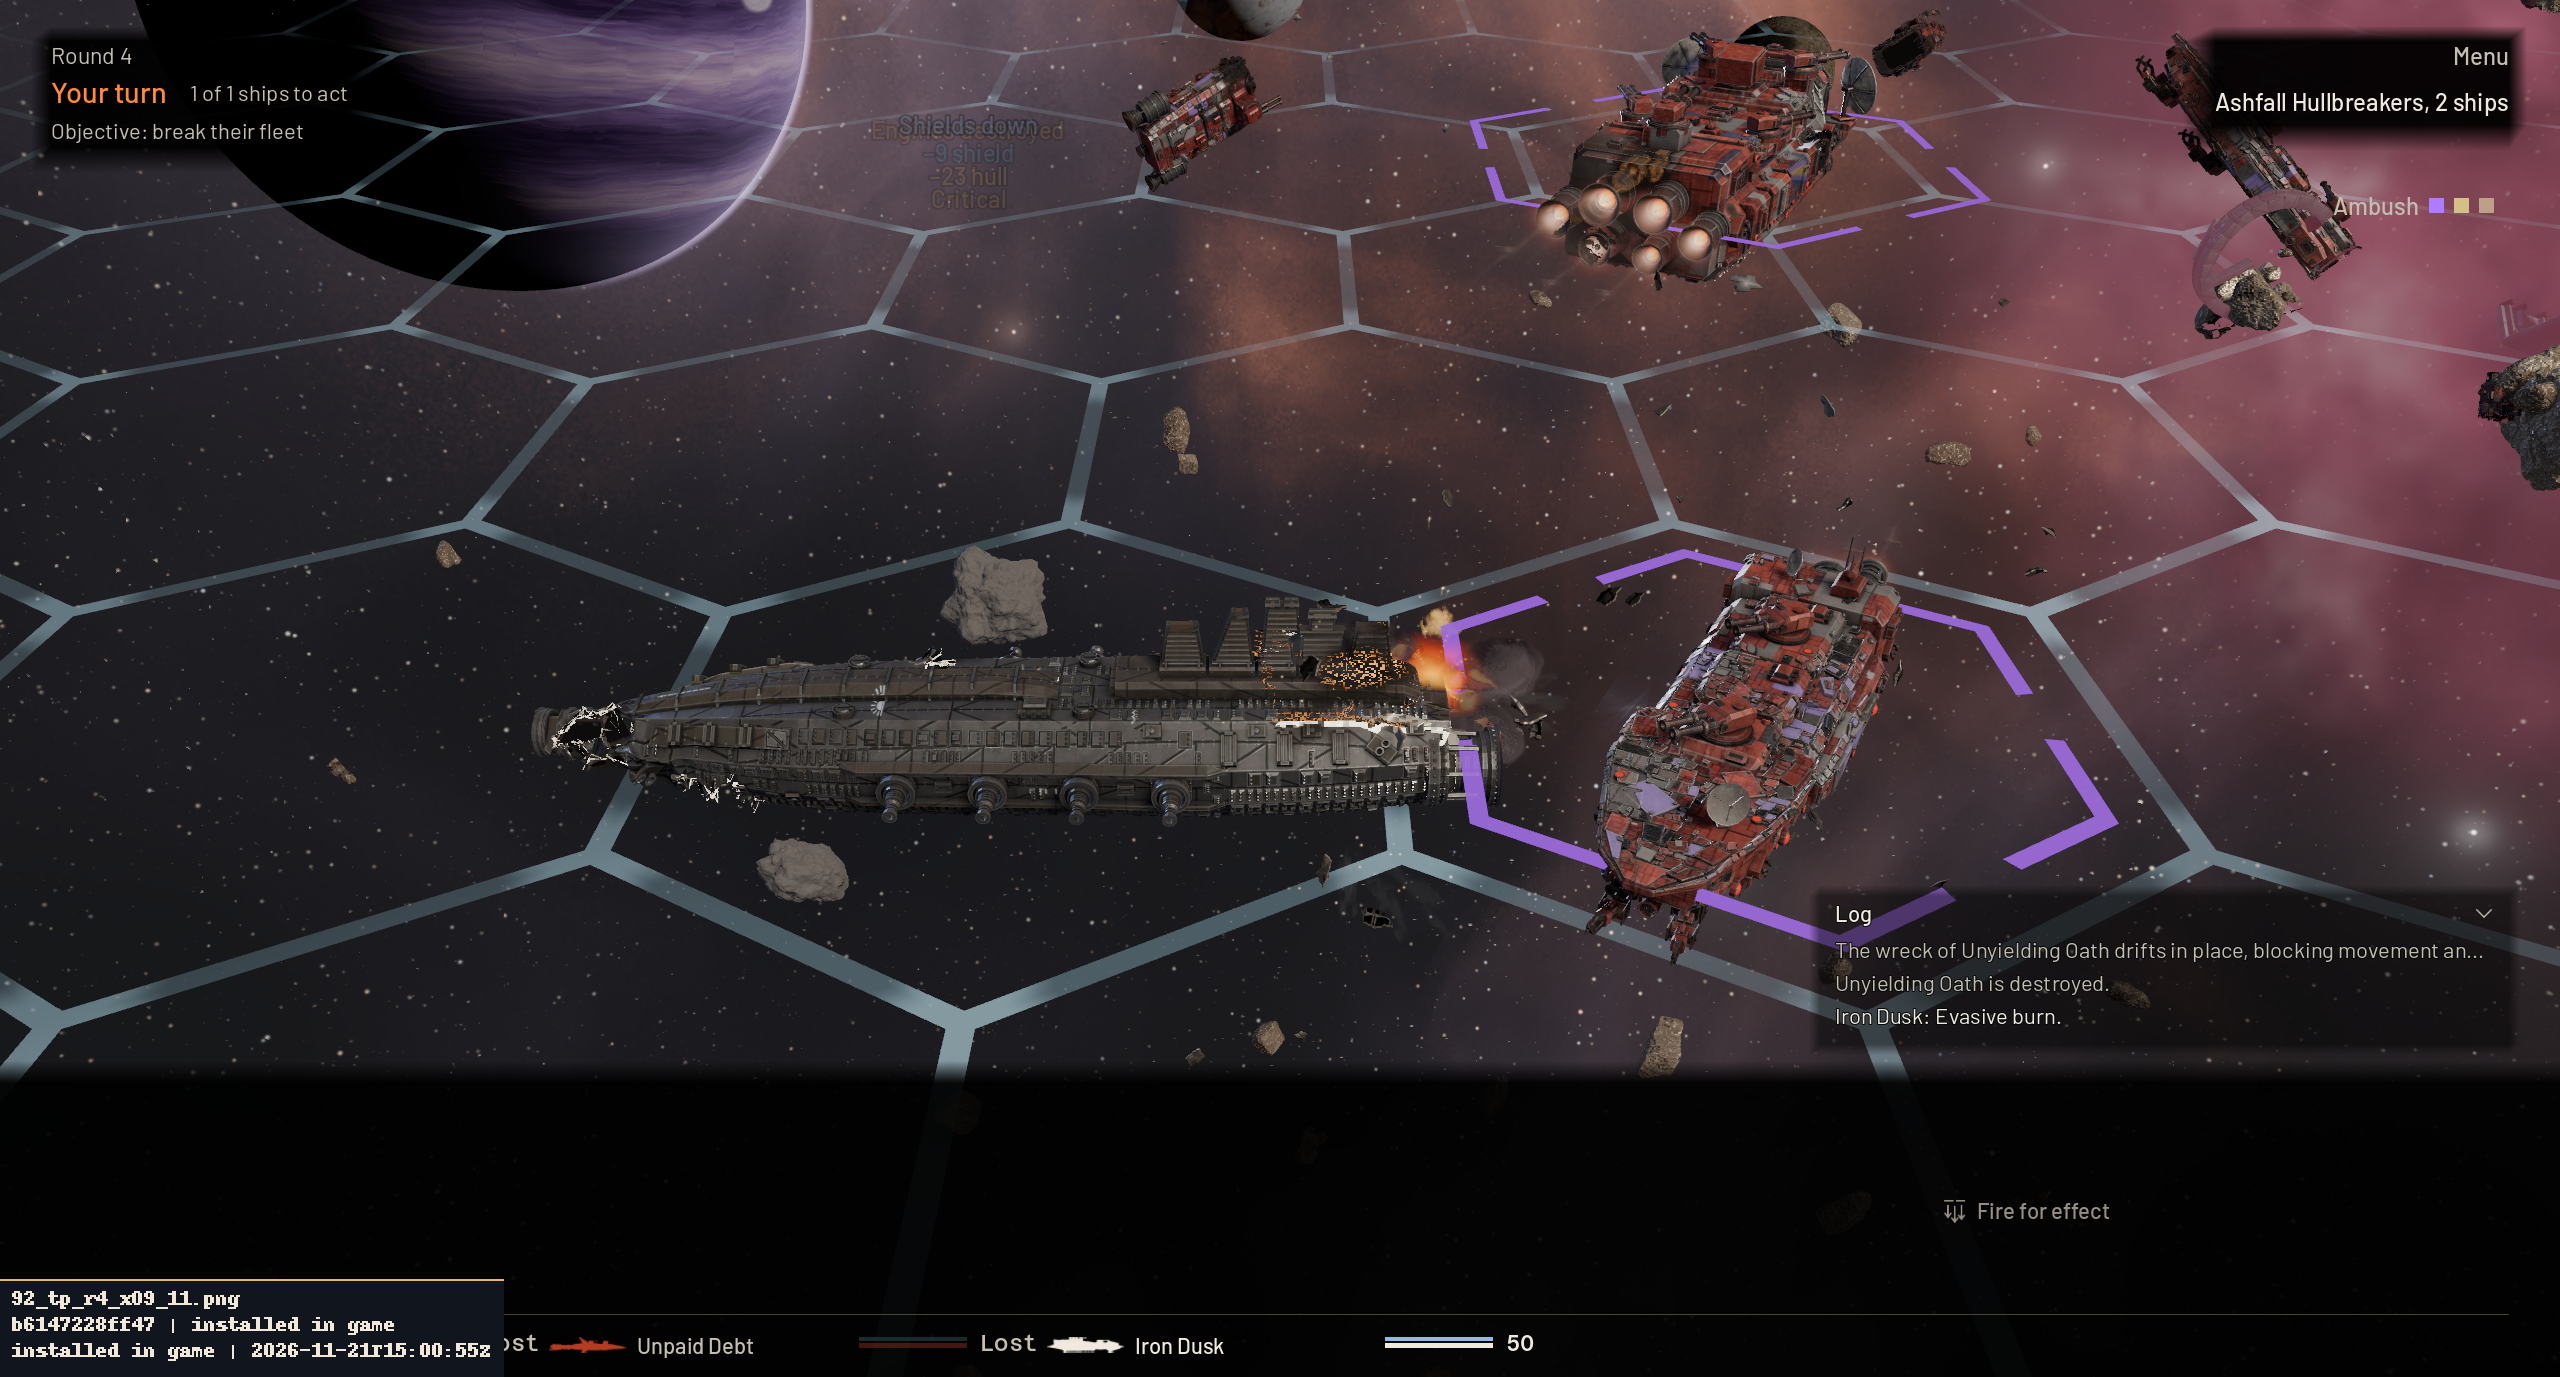 Round 4
Your turn 1 of 1 ships to act
Objective: break their fleet
Menu
Ashfall Hullbreakers, 2 ships
Ambush
Shields down
-9 shield
-23 hull
Critical
Log
The wreck of Unyielding Oath drifts in place, blocking movement an...
Unyielding Oath is destroyed.
Iron Dusk: Evasive burn.
Fire for effect
92_tp_r4_x09_11.png
b6147228ff47 | installed in game
installed in game | 2026-11-21r15:00:55z
ost Unpaid Debt Lost Iron Dusk 50